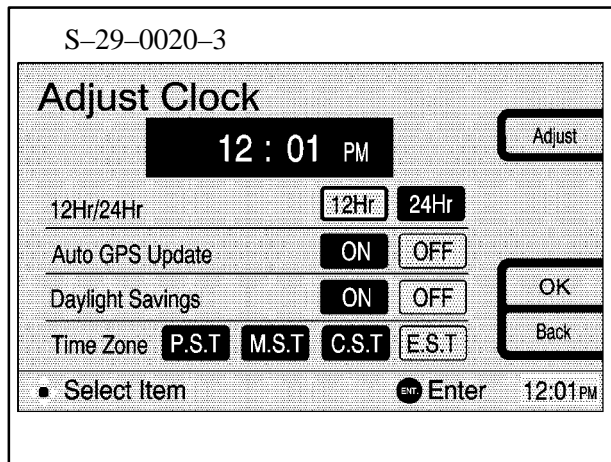 S–29–0020–3
Adjust Clock
12 : 01 PM
Adjust
12Hr/24Hr 12Hr 24Hr
Auto GPS Update ON OFF
Daylight Savings ON OFF
OK
Time Zone P.S.T M.S.T C.S.T E.S.T
Back
▪ Select Item ENT. Enter 12:01PM